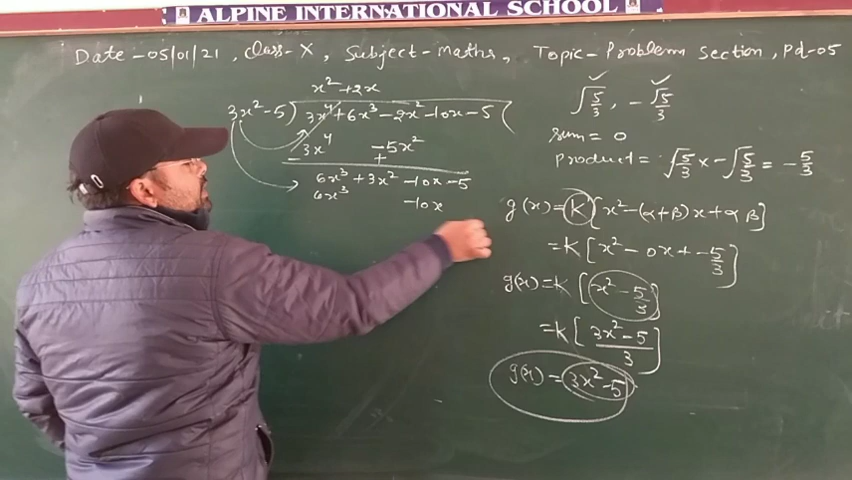 ALPINE INTERNATIONAL SCHOOL
Date - 05/01/21, Class-X, Subject-maths, Topic-Problem Section, Pd-05
x² + 2x
3x²-5) 3x⁴+6x³-2x²-10x-5 (
3x⁴ -5x²
- +
6x³ + 3x² -10x -5
6x³ -10x
√5/3, -√5/3
sum = 0
product = √5/3 x -√5/3 = -5/3
g(x) = K [x²-(α+β)x+αβ]
= K [x² - 0x + -5/3]
g(x) = K [x² - 5/3]
= K [3x²-5/3]
g(x) = 3x²-5